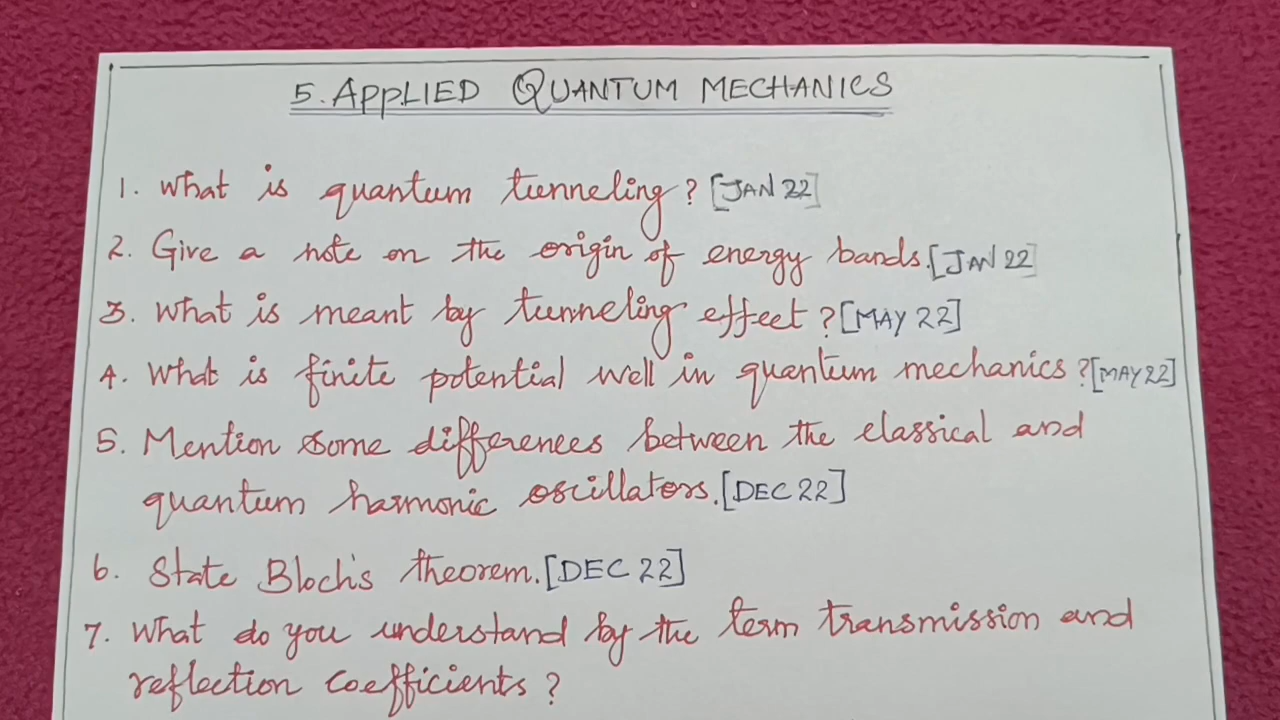 5. APPLIED QUANTUM MECHANICS
1. What is quantum tunneling? [JAN 22]
2. Give a note on the origin of energy bands.[JAN 22]
3. What is meant by tunneling effect?[MAY 22]
4. What is finite potential well in quantum mechanics?[MAY 22]
5. Mention some differences between the classical and
quantum harmonic oscillators.[DEC 22]
6. State Bloch's theorem.[DEC 22]
7. What do you understand by the term transmission and
reflection coefficients?